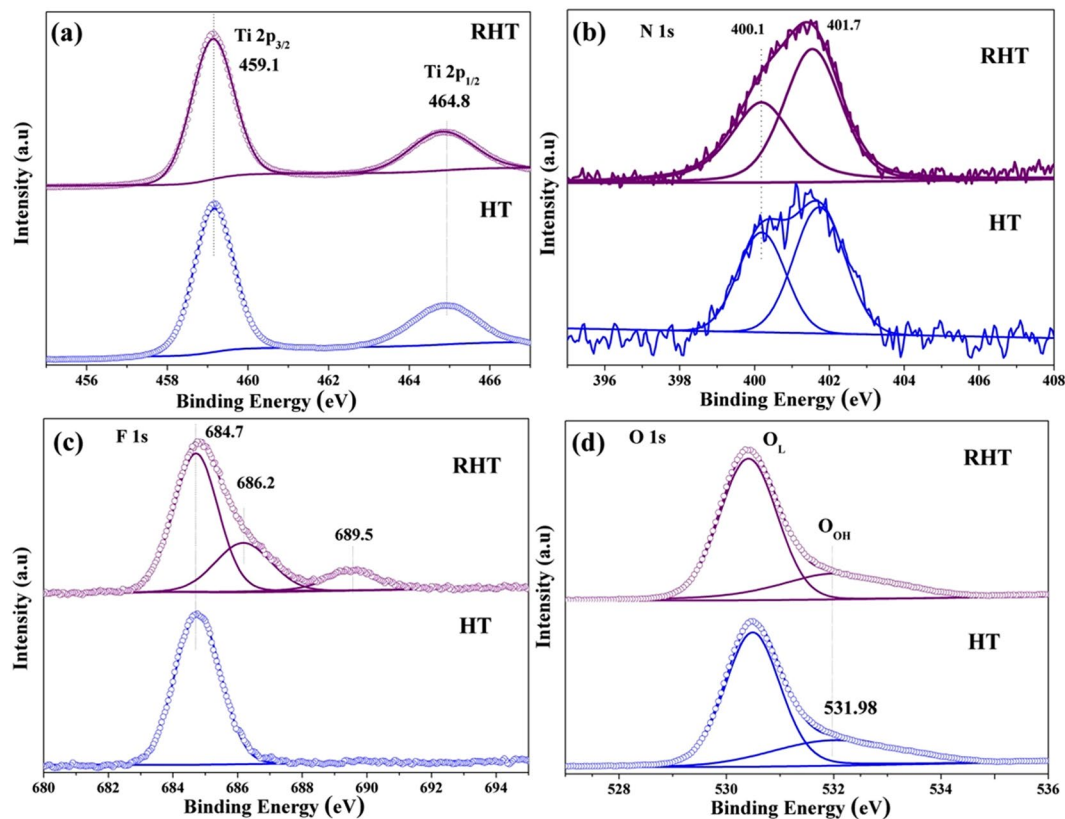 (a)
RHT
Ti 2p3/2
459.1
Ti 2p1/2
464.8
HT
Intensity (a.u)
456 458 460 462 464 466
Binding Energy (eV)
(b)
N 1s
400.1
401.7
RHT
HT
Intensity (a.u)
396 398 400 402 404 406 408
Binding Energy (eV)
(c)
F 1s
684.7
RHT
686.2
689.5
HT
Intensity (a.u)
680 682 684 686 688 690 692 694
Binding Energy (eV)
(d)
O 1s
OL
RHT
OOH
HT
531.98
Intensity (a.u)
528 530 532 534 536
Binding Energy (eV)